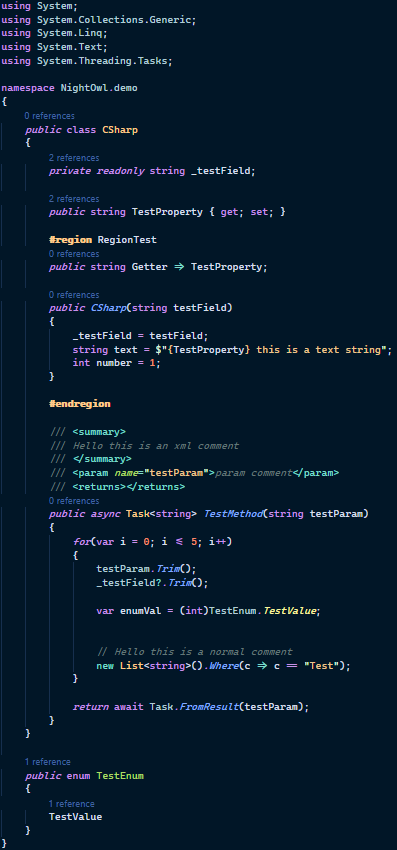 using System;
using System.Collections.Generic;
using System.Linq;
using System.Text;
using System.Threading.Tasks;

namespace NightOwl.demo
{
    0 references
    public class CSharp
    {
        2 references
        private readonly string _testField;

        2 references
        public string TestProperty { get; set; }

        #region RegionTest
        0 references
        public string Getter => TestProperty;

        0 references
        public CSharp(string testField)
        {
            _testField = testField;
            string text = $"{TestProperty} this is a text string";
            int number = 1;
        }

        #endregion

        /// <summary>
        /// Hello this is an xml comment
        /// </summary>
        /// <param name="testParam">param comment</param>
        /// <returns></returns>
        0 references
        public async Task<string> TestMethod(string testParam)
        {
            for(var i = 0; i <= 5; i++)
            {
                testParam.Trim();
                _testField?.Trim();

                var enumVal = (int)TestEnum.TestValue;

                // Hello this is a normal comment
                new List<string>().Where(c => c == "Test");
            }

            return await Task.FromResult(testParam);
        }
    }

    1 reference
    public enum TestEnum
    {
        1 reference
        TestValue
    }
}